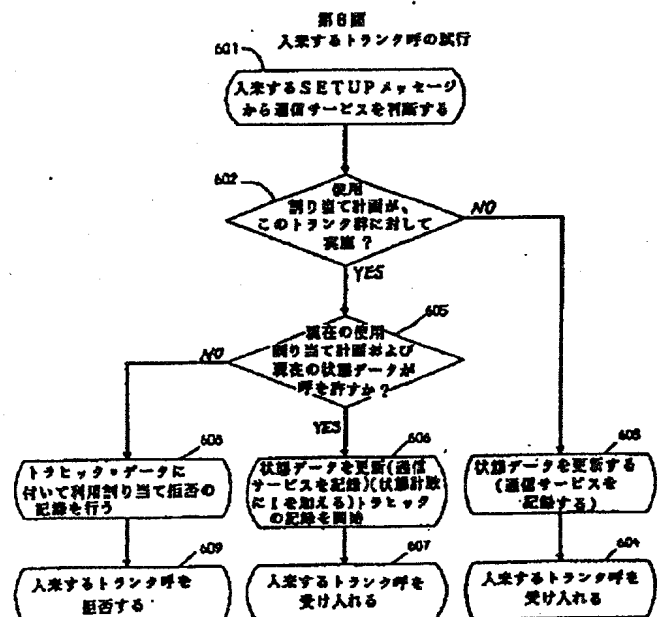 第6図
入来するトランク呼の試行
601
入来するSETUPメッセージ
から通信サービスを判断する
602
使用
割り当て計画が、
このトランク群に対して
実施?
NO
YES
605
現在の使用
割り当て計画および
現在の状態データが
呼を許すか?
NO
YES
608
トラヒック・データに
付いて利用割り当て拒否の
記録を行う
606
状態データを更新(通信
サービスを記録)(状態計数
に1を加える)トラヒック
の記録を開始
603
状態データを更新する
(通信サービスを
記録する)
609
入来するトランク呼を
拒否する
607
入来するトランク呼を
受け入れる
604
入来するトランク呼を
受け入れる